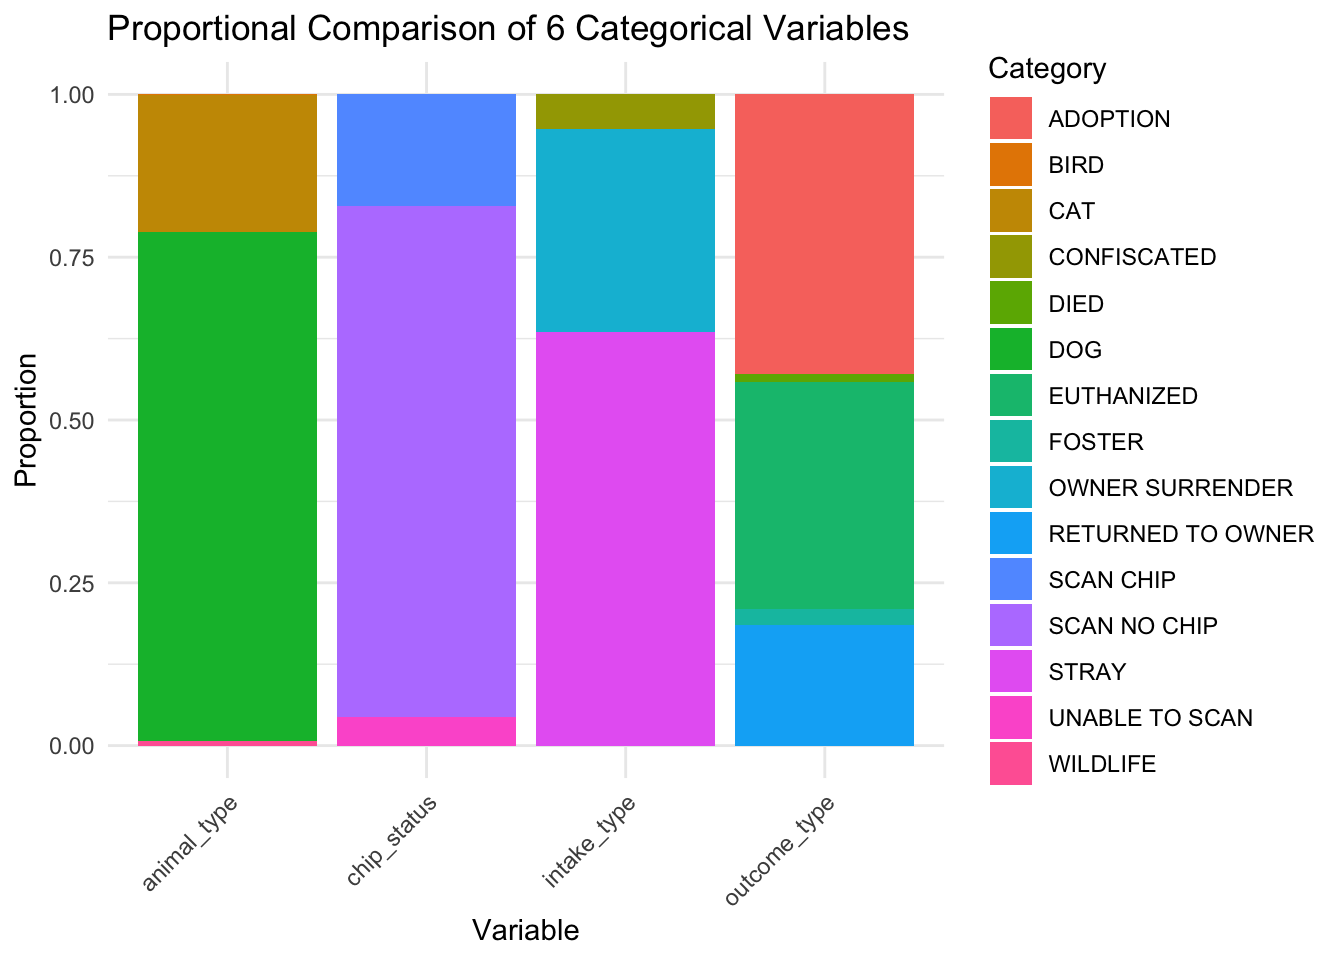 Proportional Comparison of 6 Categorical Variables
Proportion
1.00
0.75
0.50
0.25
0.00
animal_type
chip_status
intake_type
outcome_type
Variable
Category
ADOPTION
BIRD
CAT
CONFISCATED
DIED
DOG
EUTHANIZED
FOSTER
OWNER SURRENDER
RETURNED TO OWNER
SCAN CHIP
SCAN NO CHIP
STRAY
UNABLE TO SCAN
WILDLIFE